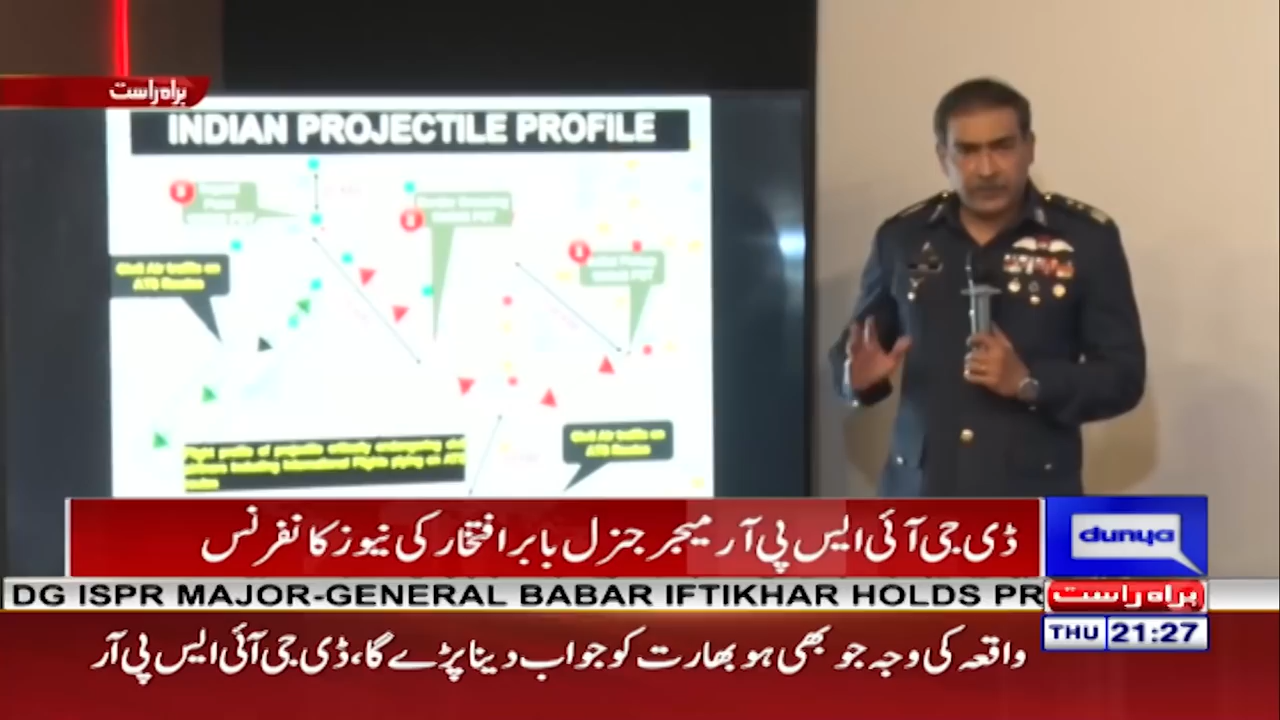 براہ راست
INDIAN PROJECTILE PROFILE
Civil Air traffic on
ATS Routes
Civil Air traffic on
ATS Routes
ڈی جی آئی ایس پی آر میجر جنرل بابر افتخار کی نیوز کانفرنس
dunya
DG ISPR MAJOR-GENERAL BABAR IFTIKHAR HOLDS PR
براہ راست
THU 21:27
واقعہ کی وجہ جو بھی ہو بھارت کو جواب دینا پڑے گا، ڈی جی آئی ایس پی آر